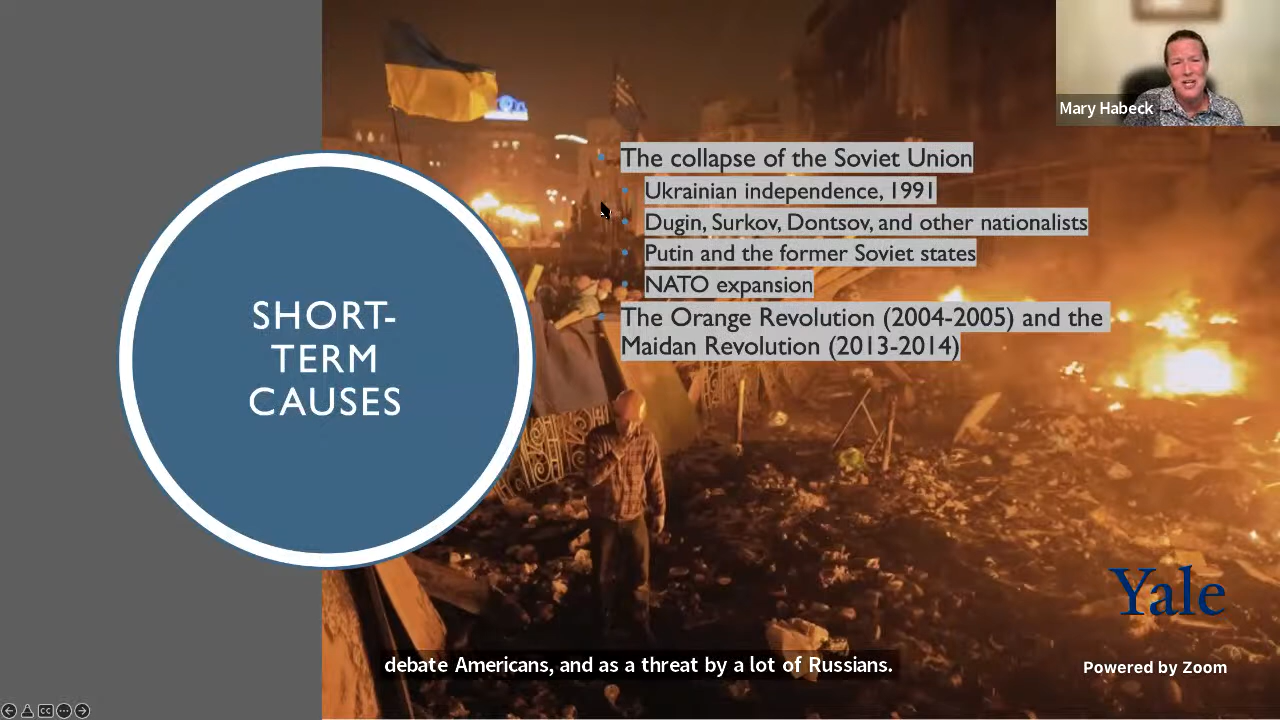 Mary Habeck
The collapse of the Soviet Union
Ukrainian independence, 1991
Dugin, Surkov, Dontsov, and other nationalists
Putin and the former Soviet states
NATO expansion
The Orange Revolution (2004-2005) and the
Maidan Revolution (2013-2014)
SHORT-
TERM
CAUSES
Yale
debate Americans, and as a threat by a lot of Russians.
Powered by Zoom
CC